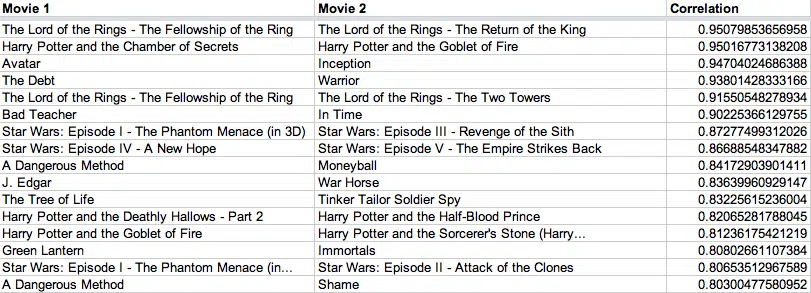 Movie 1 Movie 2 Correlation
The Lord of the Rings - The Fellowship of the Ring The Lord of the Rings - The Return of the King 0.95079853656958
Harry Potter and the Chamber of Secrets Harry Potter and the Goblet of Fire 0.95016773138208
Avatar Inception 0.94704024686388
The Debt Warrior 0.93801428333166
The Lord of the Rings - The Fellowship of the Ring The Lord of the Rings - The Two Towers 0.91550548278934
Bad Teacher In Time 0.90225366129755
Star Wars: Episode I - The Phantom Menace (in 3D) Star Wars: Episode III - Revenge of the Sith 0.87277499312026
Star Wars: Episode IV - A New Hope Star Wars: Episode V - The Empire Strikes Back 0.86688548347882
A Dangerous Method Moneyball 0.84172903901411
J. Edgar War Horse 0.83639960929147
The Tree of Life Tinker Tailor Soldier Spy 0.83225615236004
Harry Potter and the Deathly Hallows - Part 2 Harry Potter and the Half-Blood Prince 0.82065281788045
Harry Potter and the Goblet of Fire Harry Potter and the Sorcerer's Stone (Harry... 0.81236175421219
Green Lantern Immortals 0.80802661107384
Star Wars: Episode I - The Phantom Menace (in... Star Wars: Episode II - Attack of the Clones 0.80653512967589
A Dangerous Method Shame 0.80300477580952